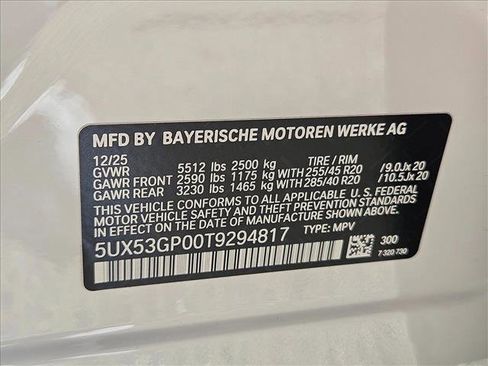 MFD BY BAYERISCHE MOTOREN WERKE AG
12/25 TIRE / RIM
GVWR 5512 lbs 2500 kg
GAWR FRONT 2590 lbs 1175 kg WITH 255/45 R20 / 9.0Jx 20
GAWR REAR 3230 lbs 1465 kg WITH 285/40 R20 / 10.5Jx 20
THIS VEHICLE CONFORMS TO ALL APPLICABLE U.S. FEDERAL
MOTOR VEHICLE SAFETY AND THEFT PREVENTION STANDARDS
IN EFFECT ON THE DATE OF MANUFACTURE SHOWN ABOVE.
5UX53GP00T9294817 TYPE: MPV
300
7 320 730